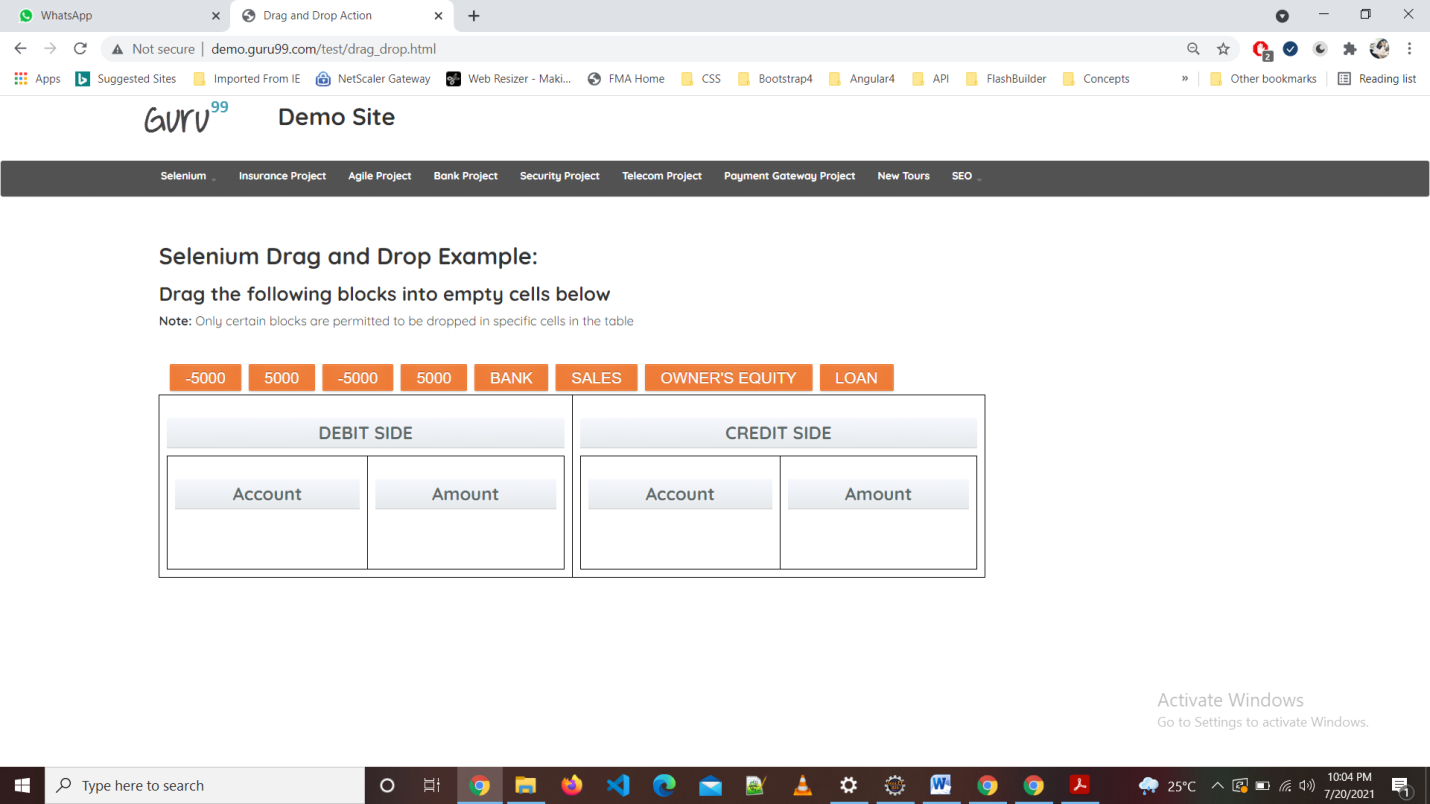 WhatsApp
Drag and Drop Action
Not secure | demo.guru99.com/test/drag_drop.html
2
Apps Suggested Sites Imported From IE NetScaler Gateway Web Resizer - Maki... FMA Home CSS Bootstrap4 Angular4 API FlashBuilder Concepts » Other bookmarks Reading list
Guru99 Demo Site
Selenium Insurance Project Agile Project Bank Project Security Project Telecom Project Payment Gateway Project New Tours SEO
Selenium Drag and Drop Example:
Drag the following blocks into empty cells below
Note: Only certain blocks are permitted to be dropped in specific cells in the table
-5000 5000 -5000 5000 BANK SALES OWNER'S EQUITY LOAN
DEBIT SIDE CREDIT SIDE
Account Amount Account Amount
Activate Windows
Go to Settings to activate Windows.
Type here to search
25°C
10:04 PM
7/20/2021
1